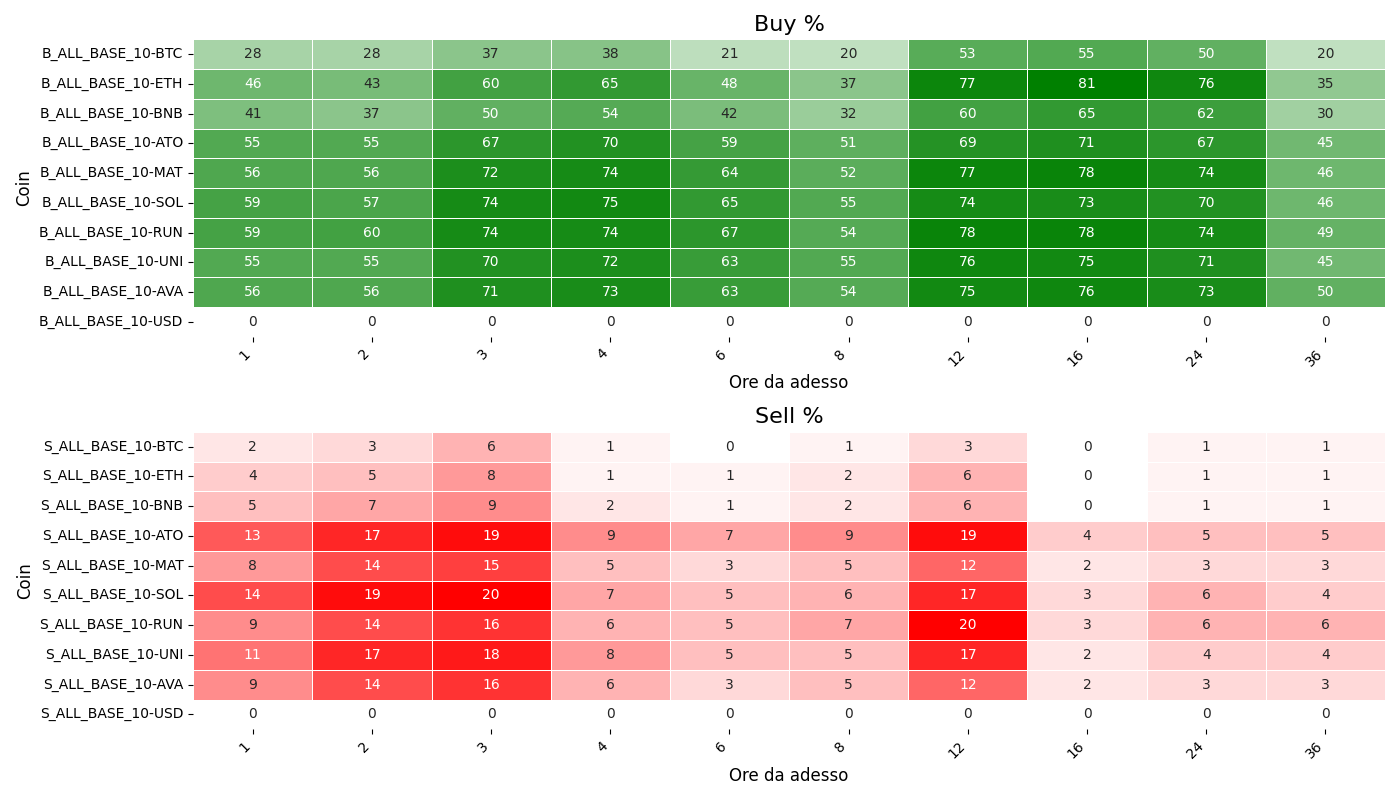 Buy %
Coin
B_ALL_BASE_10-BTC 28 28 37 38 21 20 53 55 50 20
B_ALL_BASE_10-ETH 46 43 60 65 48 37 77 81 76 35
B_ALL_BASE_10-BNB 41 37 50 54 42 32 60 65 62 30
B_ALL_BASE_10-ATO 55 55 67 70 59 51 69 71 67 45
B_ALL_BASE_10-MAT 56 56 72 74 64 52 77 78 74 46
B_ALL_BASE_10-SOL 59 57 74 75 65 55 74 73 70 46
B_ALL_BASE_10-RUN 59 60 74 74 67 54 78 78 74 49
B_ALL_BASE_10-UNI 55 55 70 72 63 55 76 75 71 45
B_ALL_BASE_10-AVA 56 56 71 73 63 54 75 76 73 50
B_ALL_BASE_10-USD 0 0 0 0 0 0 0 0 0 0
1 2 3 4 6 8 12 16 24 36
Ore da adesso
Sell %
Coin
S_ALL_BASE_10-BTC 2 3 6 1 0 1 3 0 1 1
S_ALL_BASE_10-ETH 4 5 8 1 1 2 6 0 1 1
S_ALL_BASE_10-BNB 5 7 9 2 1 2 6 0 1 1
S_ALL_BASE_10-ATO 13 17 19 9 7 9 19 4 5 5
S_ALL_BASE_10-MAT 8 14 15 5 3 5 12 2 3 3
S_ALL_BASE_10-SOL 14 19 20 7 5 6 17 3 6 4
S_ALL_BASE_10-RUN 9 14 16 6 5 7 20 3 6 6
S_ALL_BASE_10-UNI 11 17 18 8 5 5 17 2 4 4
S_ALL_BASE_10-AVA 9 14 16 6 3 5 12 2 3 3
S_ALL_BASE_10-USD 0 0 0 0 0 0 0 0 0 0
1 2 3 4 6 8 12 16 24 36
Ore da adesso